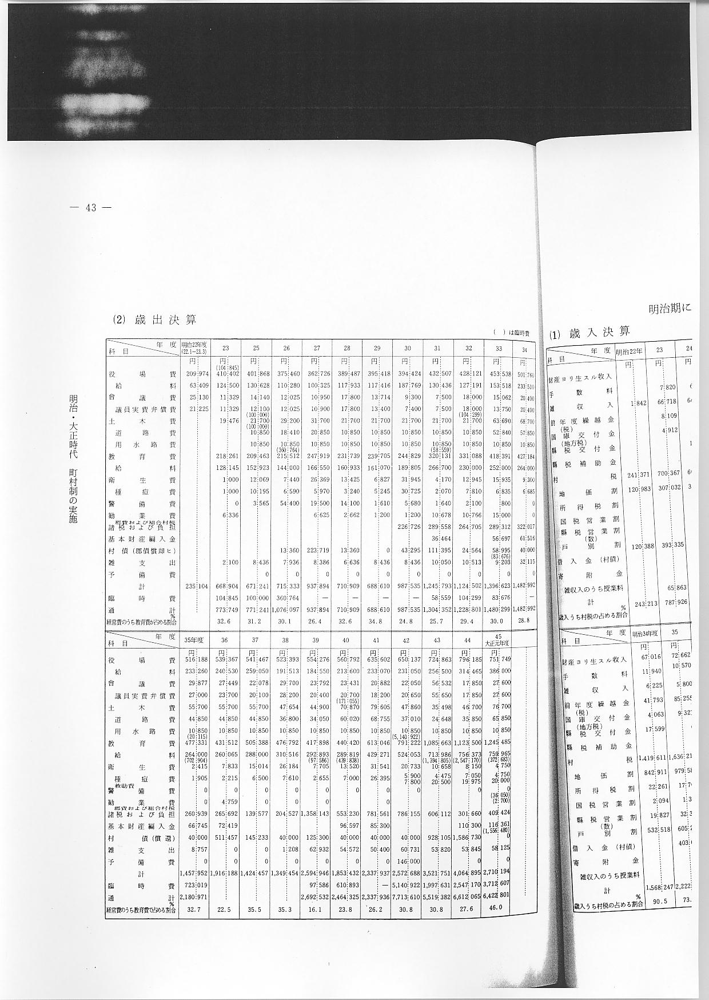 — 43 —
明治・大正時代 町村制の実施
(2) 歳出決算
( )は臨時費
科目 年度 明治22年度(22.1—23.3) 23 25 26 27 28 29 30 31 32 33 34
円 円 円 円 円 円 円 円 円 円 円 円
(104 845)
役場費 209 974 410 402 401 868 375 460 362 726 389 487 395 418 394 424 432 507 428 121 453 538 501 760
給料 63 409 124 500 130 628 110 280 100 325 117 933 117 416 187 769 130 436 127 191 153 518 233 510
會議費 25 130 11 329 14 140 12 025 10 950 17 800 13 714 9 300 7 500 18 000 15 062 20 400
議員実費弁償費 21 225 11 329 12 100 12 025 10 900 17 800 13 400 7 400 7 500 18 000 13 750 20 400
(100 000) (104 299)
土木費 19 476 21 700 29 200 31 700 21 700 21 700 21 700 21 700 21 700 63 690 68 700
(100 000)
道路費 10 850 18 410 20 850 10 850 10 850 10 850 10 850 10 850 52 840 57 850
用水路費 10 850 10 850 10 850 10 850 10 850 10 850 10 850 10 850 10 850 10 850
(360 764) (58 559)
教育費 218 261 209 463 215 512 247 919 231 739 239 705 244 829 320 131 331 088 418 391 427 184
給料 128 145 152 923 144 000 166 550 160 933 161 070 189 805 266 700 230 000 252 000 264 000
衛生費 1 000 12 069 7 440 26 369 13 425 6 827 31 945 4 170 12 945 15 935 9 300
種痘費 1 000 10 195 6 590 5 970 3 240 5 245 30 725 2 070 7 810 6 835 6 685
警備費 0 3 565 54 400 19 500 14 100 1 610 5 680 1 640 2 100 800 0
勧業費 6 336 6 625 2 662 1 200 1 200 10 678 10 766 15 000 0
郡費および組合村税
諸税および負担 226 726 289 558 264 705 289 312 322 017
基本財産編入金 36 464 56 697 61 516
村債(郡債償却ヒ) 13 360 223 719 13 360 0 43 295 111 395 24 564 58 995 40 000
(83 676)
雑支出 2 100 8 436 7 936 8 386 6 636 8 436 8 436 10 050 10 513 9 203 32 115
予備費 0 0 0 0 0 0 0 0 0 0
計 235 104 668 904 671 241 715 333 937 894 710 909 688 610 987 535 1,245 793 1,124 502 1,396 623 1,482 992
臨時費 104 845 100 000 360 764 — — — — 58 559 104 299 83 676 —
通計 773 749 771 241 1,076 097 937 894 710 909 688 610 987 535 1,304 352 1,228 801 1,480 299 1,482 992
%
経常費のうち教育費が占める割合 32.6 31.2 30.1 26.4 32.6 34.8 24.8 25.7 29.4 30.0 28.8
科目 年度 35年度 36 37 38 39 40 41 42 43 44 45 大正元年度
円 円 円 円 円 円 円 円 円 円 円
役場費 516 188 539 367 541 467 523 393 554 276 560 792 635 602 650 137 724 863 796 185 751 749
給料 233 260 240 530 259 050 191 513 184 550 213 600 233 070 231 050 256 500 314 465 386 000
會議費 29 877 27 449 22 078 29 700 23 792 23 431 20 882 22 050 56 532 17 850 27 600
議員実費弁償費 27 000 23 700 20 100 28 200 20 400 20 700 18 200 20 650 55 650 17 850 27 600
(171 055)
土木費 55 700 55 700 55 700 47 654 44 900 70 870 79 605 47 860 35 498 46 700 76 700
道路費 44 850 44 850 44 850 36 800 34 050 60 020 68 755 37 010 24 648 35 850 65 850
用水路費 10 850 10 850 10 850 10 850 10 850 10 850 10 850 10 850 10 850 10 850 10 850
(20 115) (5,140 922)
教育費 477 331 431 512 505 388 476 792 417 898 440 420 613 046 791 222 1,085 663 1,123 500 1,245 485
給料 264 000 260 065 288 000 310 516 292 893 289 819 429 271 524 053 713 986 756 373 759 965
(702 904) (97 586) (439 838) (1,394 805) (2,547 170) (372 683)
衛生費 2 415 7 833 15 014 26 184 7 705 13 520 31 541 20 733 10 658 8 150 4 750
種痘費 1 905 2 215 6 500 7 610 2 655 7 000 26 395 5 900 4 475 7 050 4 750
救助費 7 800 20 500 19 975 20 000
警備費 0 0 0 0 0 0 0 0 0 0 0
(36 050)
勧業費 0 4 759 0 0 0 0 (2 700)
郡費および組合村税
諸税および負担 260 939 265 692 139 577 204 527 1,358 143 553 230 781 561 786 155 606 112 301 660 409 424
基本財産編入金 66 745 72 419 96 597 85 300 110 300 116 361
(1,556 480)
村債(償還) 40 000 511 457 145 233 40 000 125 300 40 000 40 000 40 000 928 105 1,586 730 0
雑支出 8 757 0 0 1 208 62 932 54 572 50 400 60 731 53 820 53 845 58 125
予備費 0 0 0 0 0 0 0 146 000 0 0
計 1,457 952 1,916 188 1,424 457 1,349 454 2,594 946 1,853 432 2,337 937 2,572 688 3,521 751 4,064 895 2,710 194
臨時費 723 019 97 586 610 893 — 5,140 922 1,997 631 2,547 170 3,712 607
通計 2,180 971 2,692 532 2,464 325 2,337 936 7,713 610 5,519 382 6,612 065 6,422 801
%
経常費のうち教育費で占める割合 32.7 22.5 35.5 35.3 16.1 23.8 26.2 30.8 30.8 27.6 46.0
明治期に
(1) 歳入決算
科目 年度 明治22年 23 24
円 円 円
財産ヨリ生スル収入
手数料 7 820
雑収入 1 842 66 718
前年度繰越金 8 109
(税)
国庫交付金 4 912
(地方税)
縣税交付金
縣税補助金
村税 241 371 700 367
地価割 120 983 307 032
所得税割
国税営業割
縣税営業割
(数)
戸別割 120 388 393 335
借入金(村債)
寄附金
雑収入のうち授業料 65 863
計 243 213 787 926
%
歳入うち村税の占める割合
科目 年度 明治34年度 35
円 円
財産ヨリ生スル収入 67 016 72 662
手数料 11 940 10 570
雑収入 6 225 5 800
前年度繰越金 41 793 85 255
(税)
国庫交付金 4 063 9 32
(地方税)
縣税交付金 17 599
縣税補助金
村税 1,419 611 1,636 21
地価割 842 911 979 5
所得税割 22 261 17
国税営業割 2 094 1 3
縣税営業割 19 827 32
(数)
戸別割 532 518 605
借入金(村債) 403
寄附金
雑収入のうち授業料
計 1,568 247 2,222
%
歳入うち村税の占める割合 90.5 73.